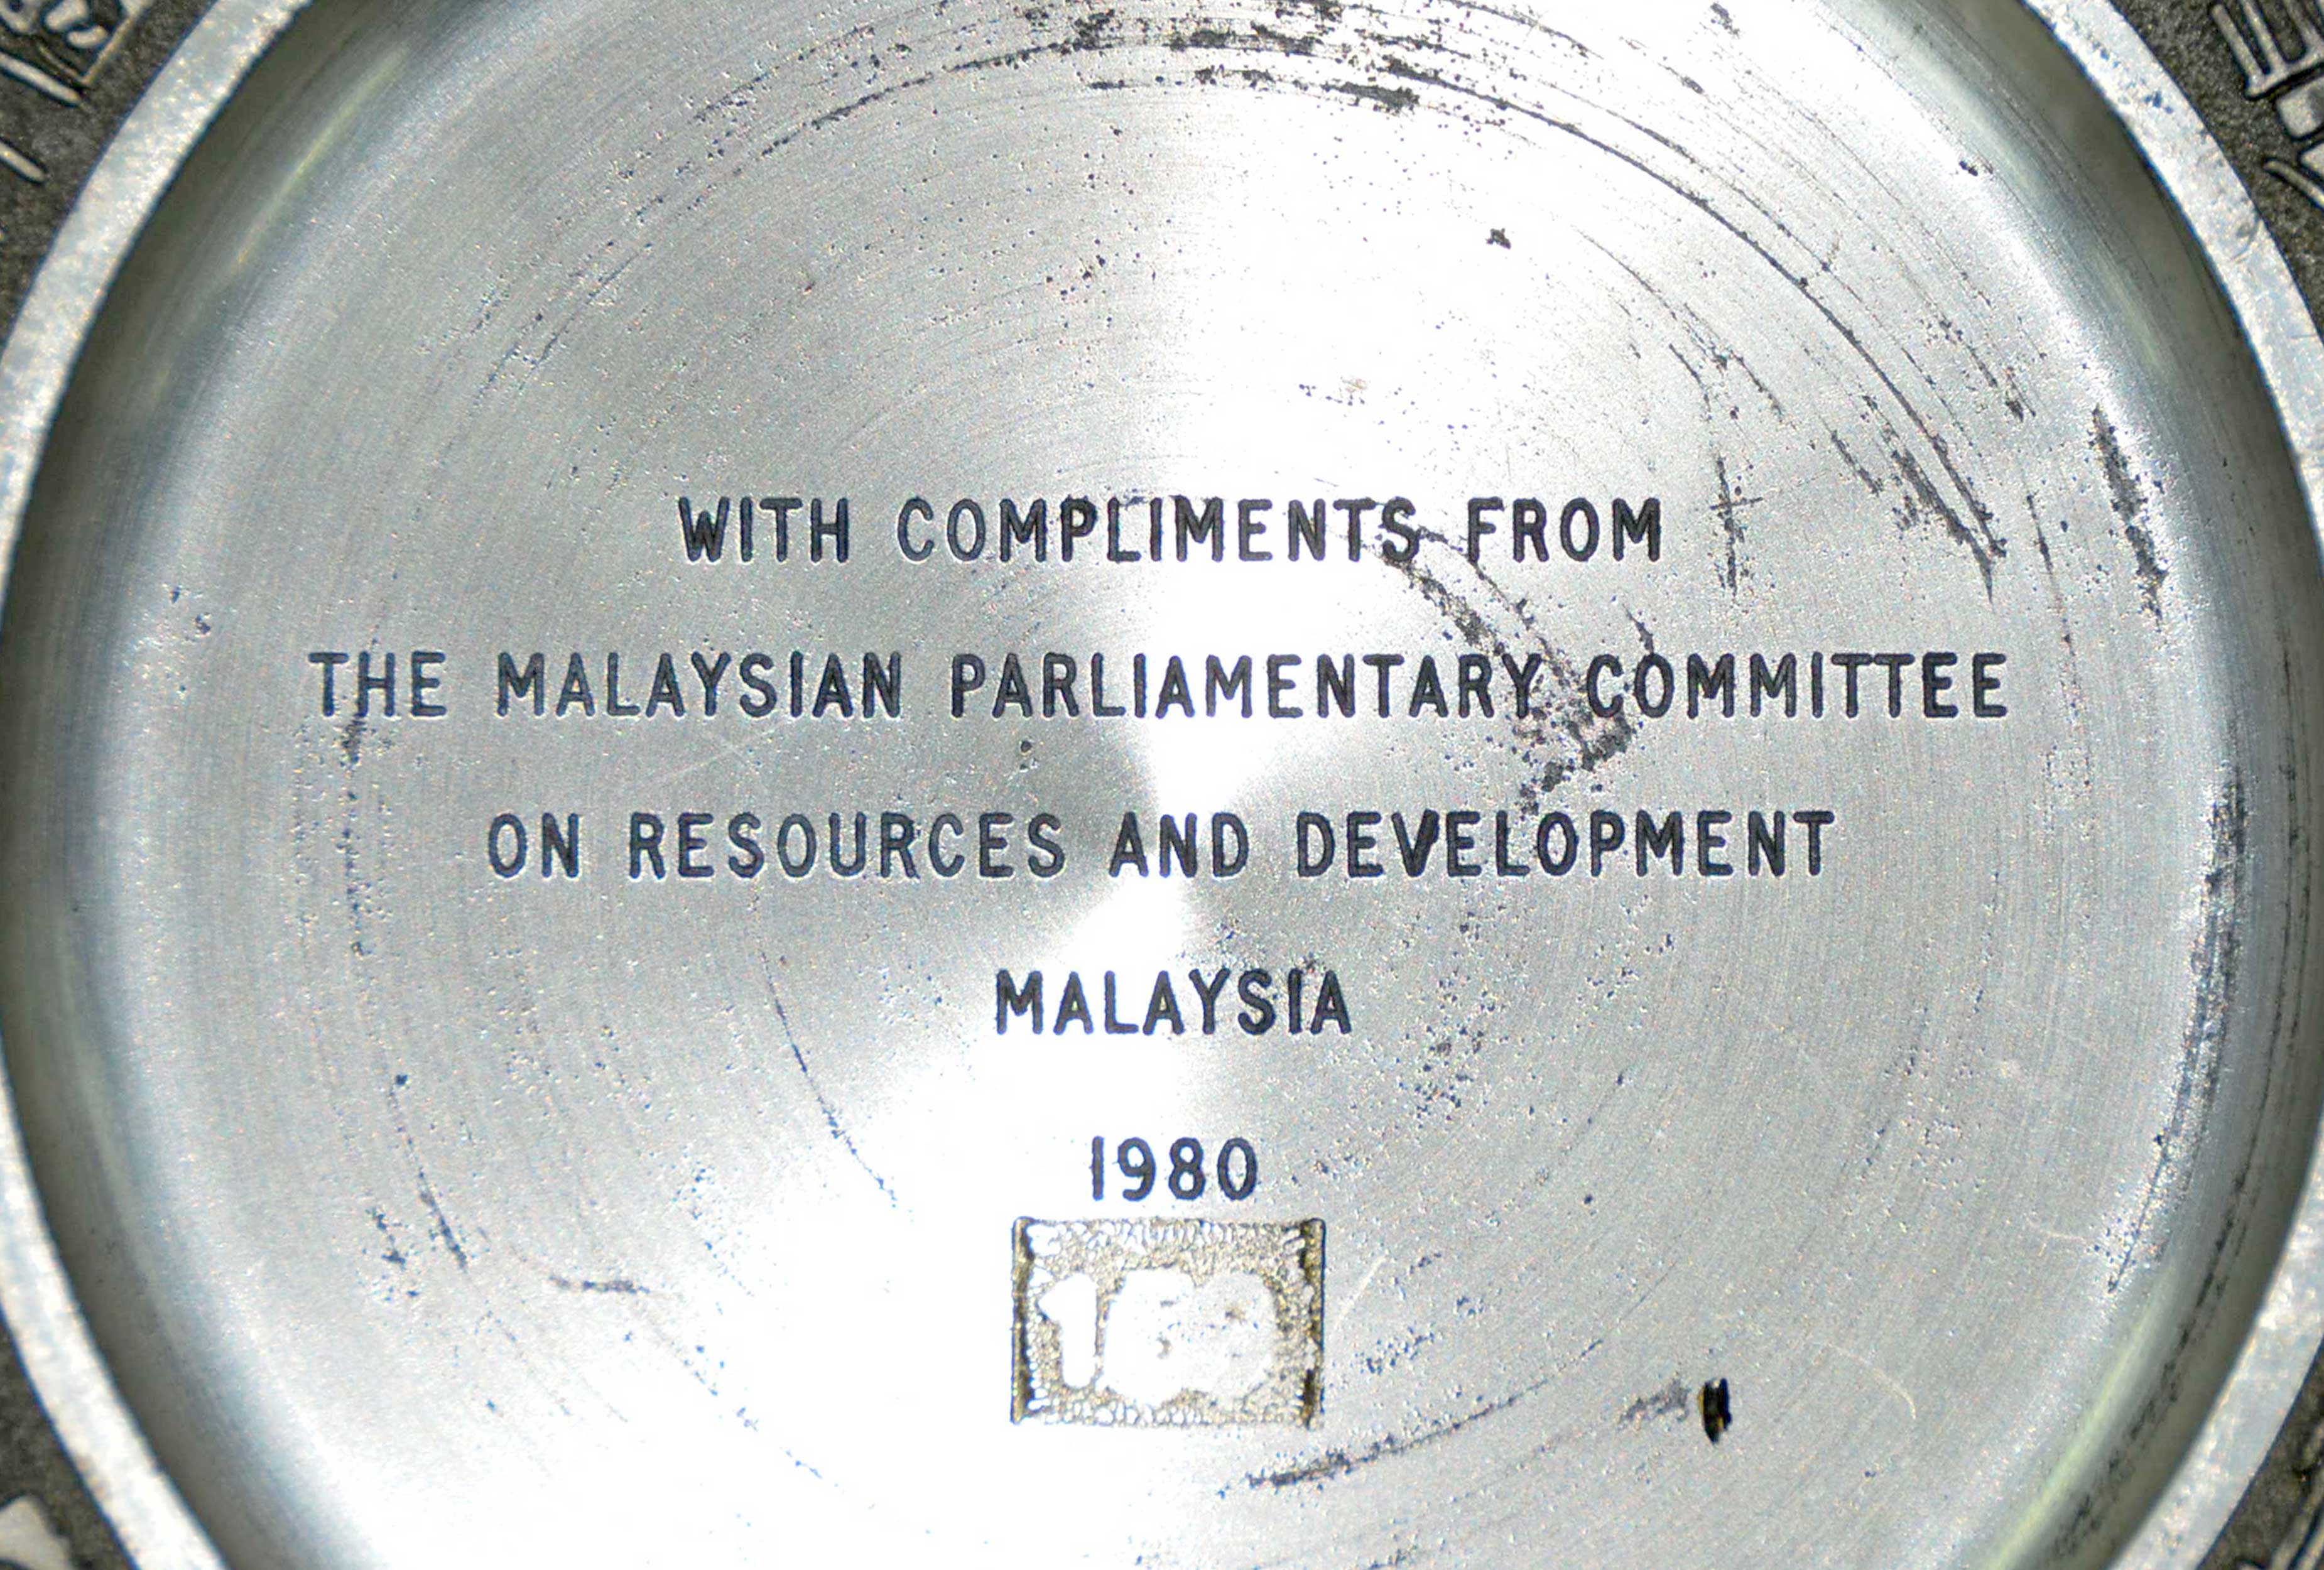 WITH COMPLIMENTS FROM
THE MALAYSIAN PARLIAMENTARY COMMITTEE
ON RESOURCES AND DEVELOPMENT
MALAYSIA
1980